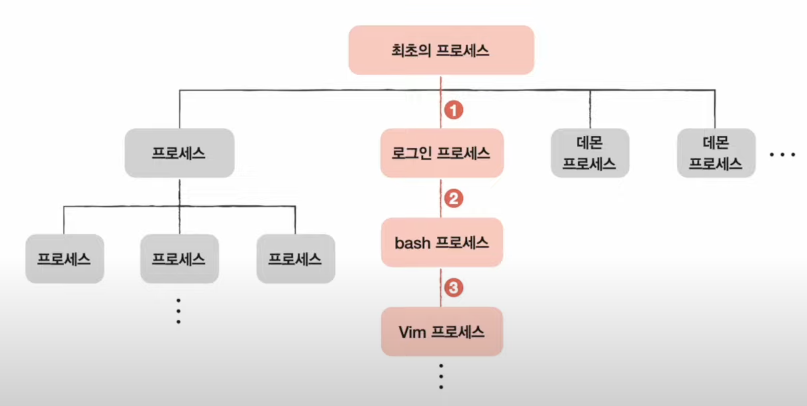 최초의 프로세스
1
프로세스
로그인 프로세스
데몬
프로세스
데몬
프로세스
...
2
프로세스
프로세스
프로세스
bash 프로세스
3
Vim 프로세스